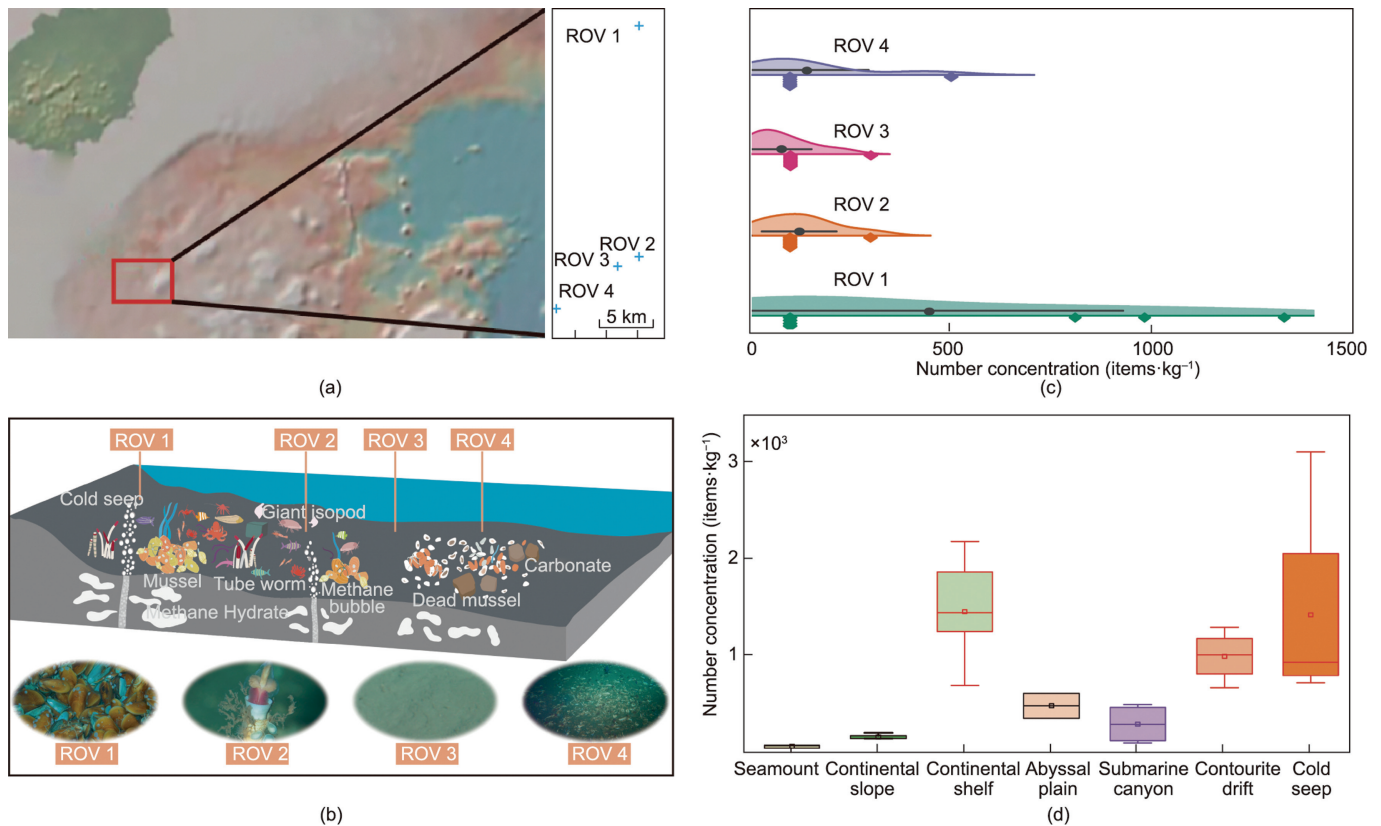 ROV 1
ROV 2
ROV 3
ROV 4
5 km
(a)
ROV 4
ROV 3
ROV 2
ROV 1
0
500
1000
1500
Number concentration (items·kg⁻¹)
(c)
ROV 1
ROV 2
ROV 3
ROV 4
Cold seep
Giant isopod
Carbonate
Mussel
Tube worm
Methane
bubble
Dead mussel
Methane Hydrate
ROV 1
ROV 2
ROV 3
ROV 4
(b)
×10³
3
2
1
Number concentration (items·kg⁻¹)
Seamount
Continental
slope
Continental
shelf
Abyssal
plain
Submarine
canyon
Contourite
drift
Cold
seep
(d)